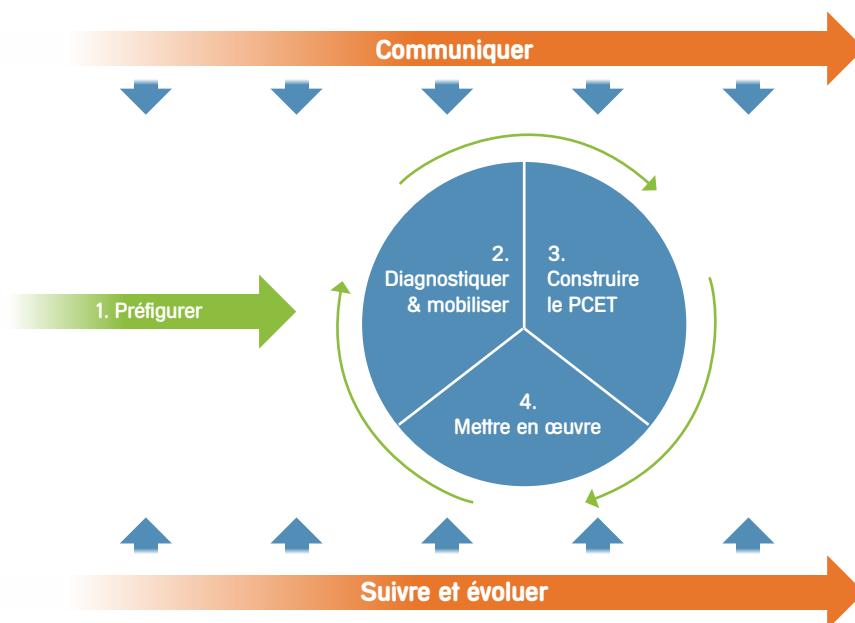 Communiquer
2.
Diagnostiquer
& mobiliser
3.
Construire
le PCET
1. Préfigurer
4.
Mettre en œuvre
Suivre et évoluer